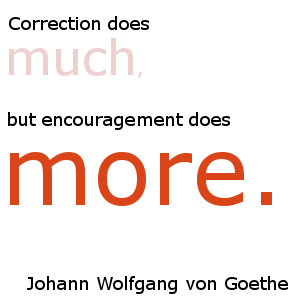 Correction does
much,
but encouragement does
more.
Johann Wolfgang von Goethe